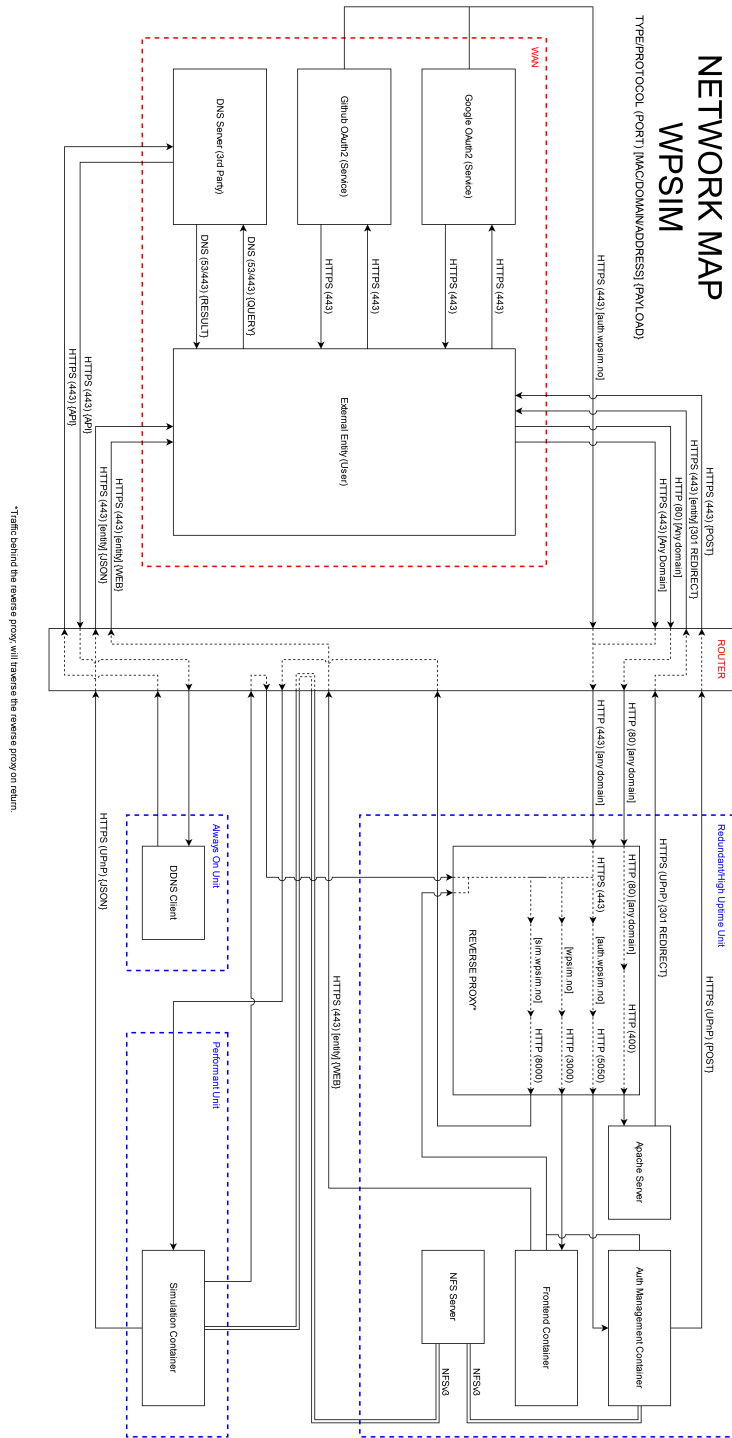 NETWORK MAP
WPSIM
TYPE/PROTOCOL (PORT) [MAC/DOMAIN/ADDRESS] {PAYLOAD}
WAN
Google OAuth2 (Service)
Github OAuth2 (Service)
DNS Server (3rd Party)
HTTPS (443)
HTTPS (443)
HTTPS (443)
HTTPS (443)
DNS (53/443) {QUERY}
DNS (53/443) {RESULT}
HTTPS (443) [auth.wpsim.no]
External Entity (User)
HTTPS (443) {POST}
HTTPS (443) [entity] {301 REDIRECT}
HTTP (80) [Any domain]
HTTPS (443) [Any Domain]
HTTPS (443) [entity] {WEB}
HTTPS (443) [entity] {JSON}
HTTPS (443) {API}
HTTPS (443) {API}
ROUTER
HTTP (80) [any domain]
HTTP (443) [any domain]
Redundant/High Uptime Unit
HTTPS (UPnP) {POST}
HTTPS (UPnP) {301 REDIRECT}
HTTP (80) [any domain]
HTTP (400)
HTTPS (443)
[auth.wpsim.no]
HTTP (5050)
[wpsim.no]
HTTP (3000)
[sim.wpsim.no]
HTTP (8000)
REVERSE PROXY*
Apache Server
Auth Management Container
Frontend Container
NFS Server
NFSv3
NFSv3
HTTPS (443) [entity] {WEB}
Always On Unit
DDNS Client
Performant Unit
Simulation Container
HTTPS (UPnP) {JSON}
*Traffic behind the reverse proxy, will traverse the reverse proxy on return.